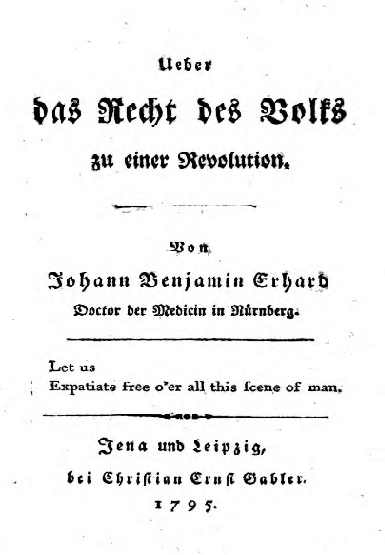 Ueber
das Recht des Volks
zu einer Revolution.
Von
Johann Benjamin Erhard
Doctor der Medicin in Nürnberg.
Let us
Expatiate free o'er all this scene of man.
Jena und Leipzig,
bei Christian Ernst Gabler.
1795.